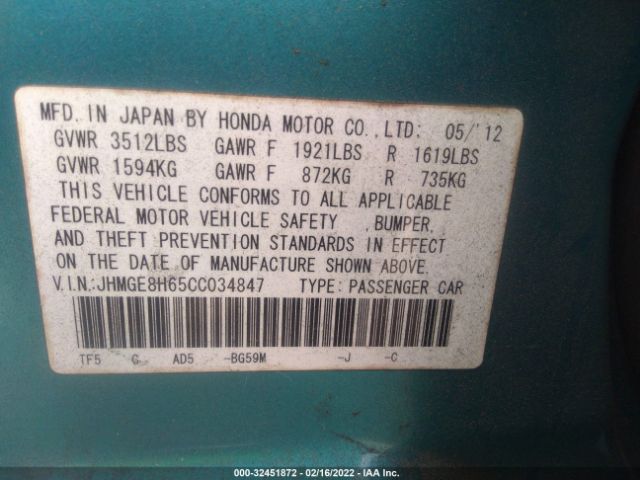 MFD. IN JAPAN BY HONDA MOTOR CO.,LTD: 05/'12
GVWR 3512LBS GAWR F 1921LBS R 1619LBS
GVWR 1594KG GAWR F 872KG R 735KG
THIS VEHICLE CONFORMS TO ALL APPLICABLE
FEDERAL MOTOR VEHICLE SAFETY ,BUMPER,
AND THEFT PREVENTION STANDARDS IN EFFECT
ON THE DATE OF MANUFACTURE SHOWN ABOVE.
V.I.N.:JHMGE8H65CC034847 TYPE: PASSENGER CAR
TF5 G AD5 -BG59M -J -C
000-32451872 - 02/16/2022 - IAA Inc.